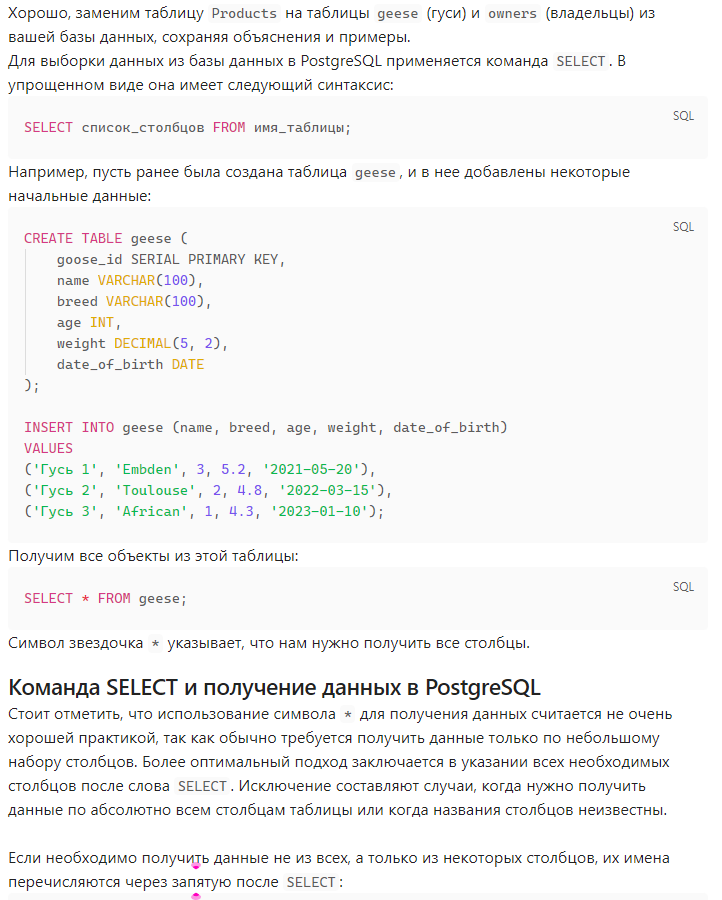 Хорошо, заменим таблицу Products на таблицы geese (гуси) и owners (владельцы) из
вашей базы данных, сохраняя объяснения и примеры.
Для выборки данных из базы данных в PostgreSQL применяется команда SELECT. В
упрощенном виде она имеет следующий синтаксис:
SQL
SELECT список_столбцов FROM имя_таблицы;
Например, пусть ранее была создана таблица geese, и в нее добавлены некоторые
начальные данные:
SQL
CREATE TABLE geese (
    goose_id SERIAL PRIMARY KEY,
    name VARCHAR(100),
    breed VARCHAR(100),
    age INT,
    weight DECIMAL(5, 2),
    date_of_birth DATE
);
INSERT INTO geese (name, breed, age, weight, date_of_birth)
VALUES
('Гусь 1', 'Embden', 3, 5.2, '2021-05-20'),
('Гусь 2', 'Toulouse', 2, 4.8, '2022-03-15'),
('Гусь 3', 'African', 1, 4.3, '2023-01-10');
Получим все объекты из этой таблицы:
SQL
SELECT * FROM geese;
Символ звездочка * указывает, что нам нужно получить все столбцы.
Команда SELECT и получение данных в PostgreSQL
Стоит отметить, что использование символа * для получения данных считается не очень
хорошей практикой, так как обычно требуется получить данные только по небольшому
набору столбцов. Более оптимальный подход заключается в указании всех необходимых
столбцов после слова SELECT. Исключение составляют случаи, когда нужно получить
данные по абсолютно всем столбцам таблицы или когда названия столбцов неизвестны.
Если необходимо получить данные не из всех, а только из некоторых столбцов, их имена
перечисляются через запятую после SELECT: